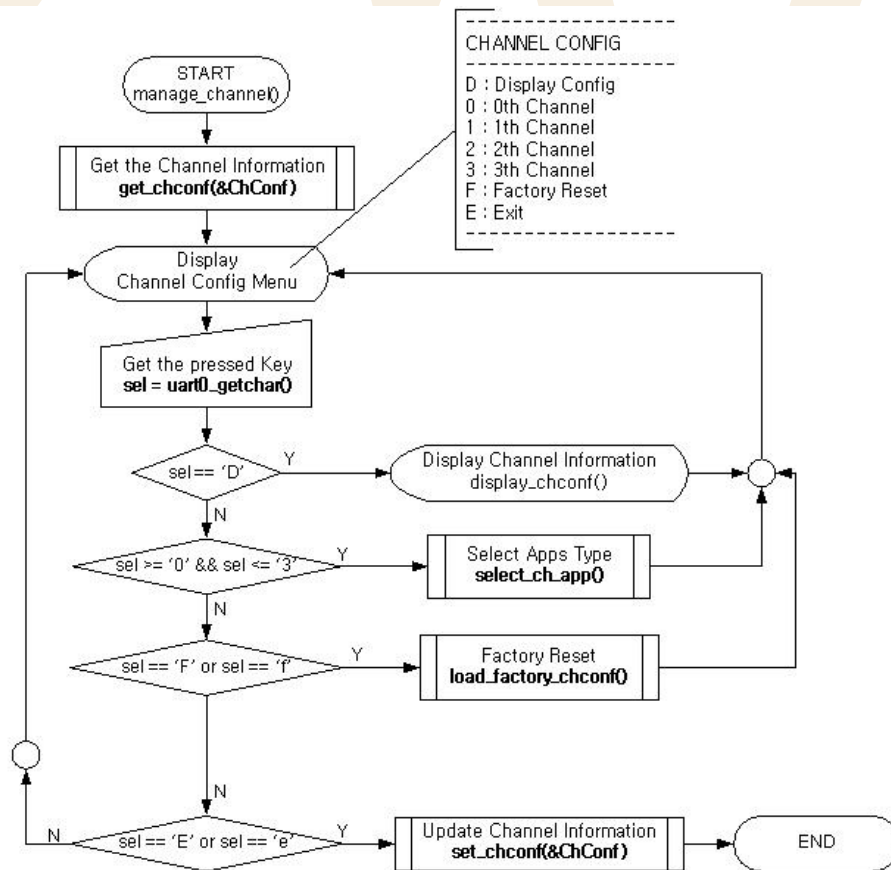 START
manage_channel()
CHANNEL CONFIG
D : Display Config
0 : 0th Channel
1 : 1th Channel
2 : 2th Channel
3 : 3th Channel
F : Factory Reset
E : Exit
Get the Channel Information
get_chconf(&ChConf)
Display
Channel Config Menu
Get the pressed Key
sel = uart0_getchar()
sel == 'D'
Y
Display Channel Information
display_chconf()
N
sel >= '0' && sel <= '3'
Y
Select Apps Type
select_ch_app()
N
sel == 'F' or sel == 'f'
Y
Factory Reset
load_factory_chconf()
N
N
sel == 'E' or sel == 'e'
Y
Update Channel Information
set_chconf(&ChConf)
END